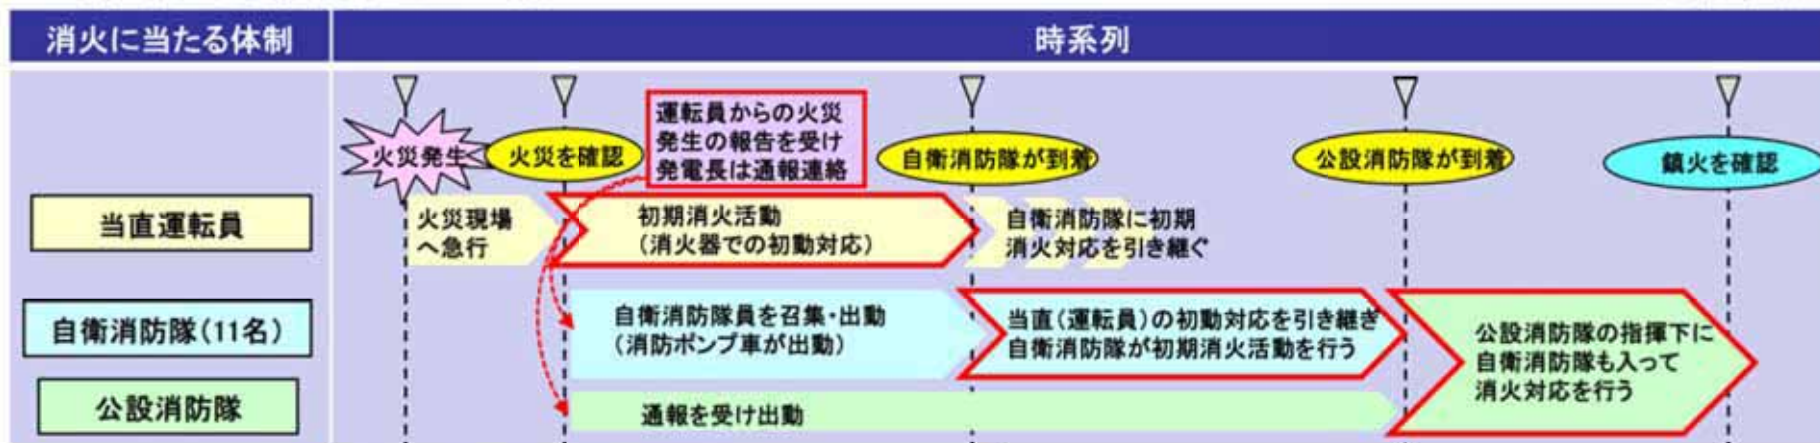 消火に当たる体制
時系列
火災発生
火災を確認
運転員からの火災
発生の報告を受け
発電長は通報連絡
自衛消防隊が到着
公設消防隊が到着
鎮火を確認
当直運転員
火災現場
へ急行
初期消火活動
(消火器での初動対応)
自衛消防隊に初期
消火対応を引き継ぐ
自衛消防隊(11名)
自衛消防隊員を召集・出動
(消防ポンプ車が出動)
当直(運転員)の初動対応を引き継ぎ
自衛消防隊が初期消火活動を行う
公設消防隊の指揮下に
自衛消防隊も入って
消火対応を行う
公設消防隊
通報を受け出動